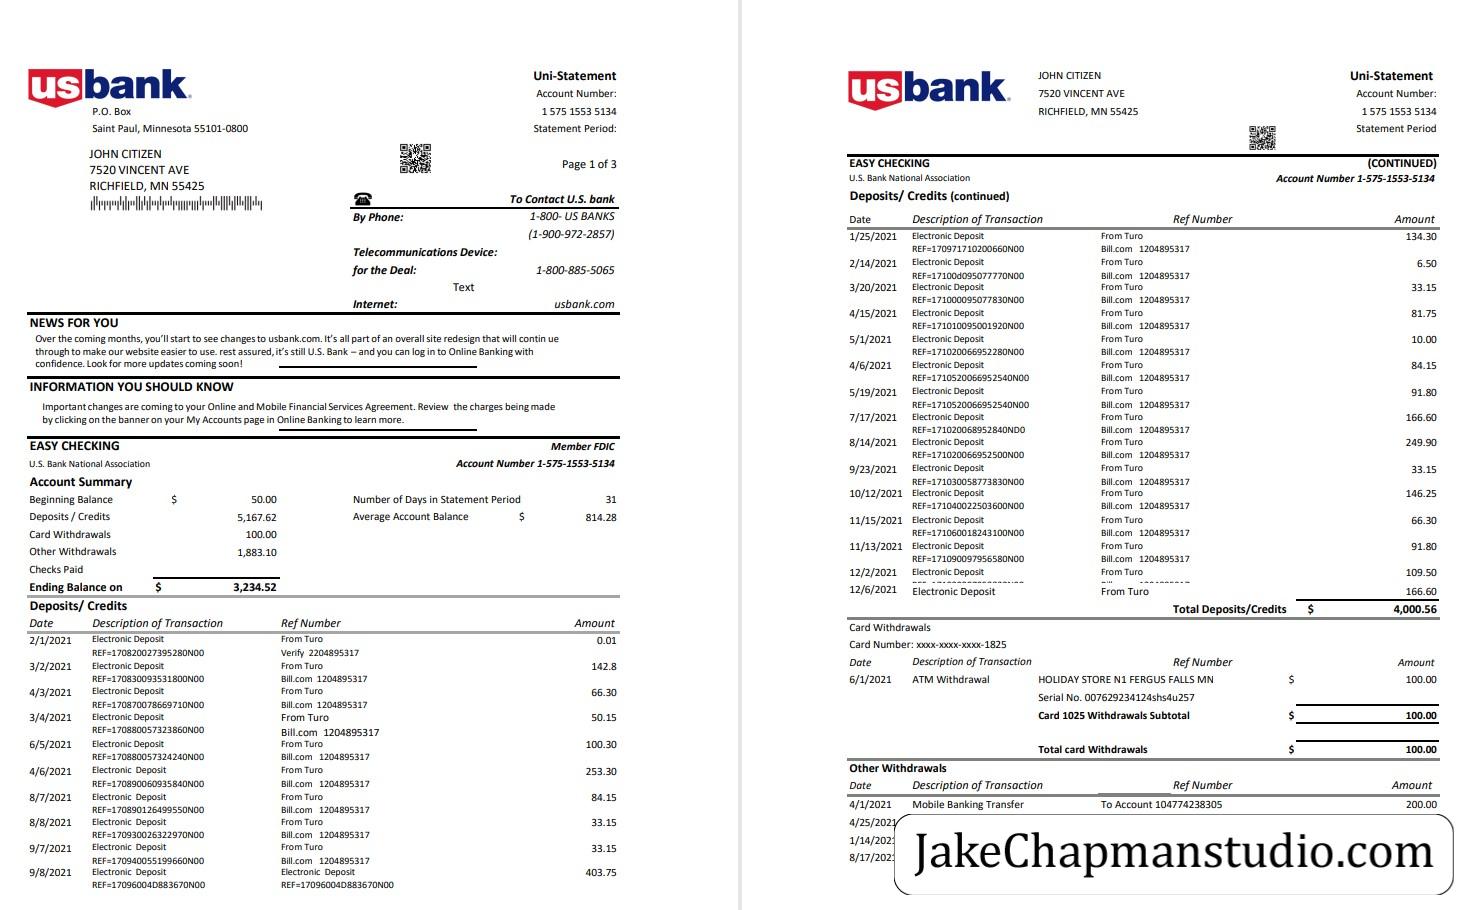 usbank.
P.O. Box
Saint Paul, Minnesota 55101-0800
JOHN CITIZEN
7520 VINCENT AVE
RICHFIELD, MN 55425
Uni-Statement
Account Number:
1 575 1553 5134
Statement Period:
Page 1 of 3
To Contact U.S. bank
By Phone: 1-800- US BANKS
(1-900-972-2857)
Telecommunications Device:
for the Deal: 1-800-885-5065
Text
Internet: usbank.com
NEWS FOR YOU
Over the coming months, you'll start to see changes to usbank.com. It's all part of an overall site redesign that will contin ue
through to make our website easier to use. rest assured, it's still U.S. Bank – and you can log in to Online Banking with
confidence. Look for more updates coming soon!
INFORMATION YOU SHOULD KNOW
Important changes are coming to your Online and Mobile Financial Services Agreement. Review the charges being made
by clicking on the banner on your My Accounts page in Online Banking to learn more.
EASY CHECKING Member FDIC
U.S. Bank National Association Account Number 1-575-1553-5134
Account Summary
Beginning Balance $ 50.00 Number of Days in Statement Period 31
Deposits / Credits 5,167.62 Average Account Balance $ 814.28
Card Withdrawals 100.00
Other Withdrawals 1,883.10
Checks Paid
Ending Balance on $ 3,234.52
Deposits/ Credits
Date Description of Transaction Ref Number Amount
2/1/2021 Electronic Deposit From Turo 0.01
REF=170820027395280N00 Verify 2204895317
3/2/2021 Electronic Deposit From Turo 142.8
REF=170830093531800N00 Bill.com 1204895317
4/3/2021 Electronic Deposit From Turo 66.30
REF=170870078669710N00 Bill.com 1204895317
3/4/2021 Electronic Deposit From Turo 50.15
REF=170880057323860N00 Bill.com 1204895317
6/5/2021 Electronic Deposit From Turo 100.30
REF=170880057324240N00 Bill.com 1204895317
4/6/2021 Electronic Deposit From Turo 253.30
REF=170890060935840N00 Bill.com 1204895317
8/7/2021 Electronic Deposit From Turo 84.15
REF=170890126499550N00 Bill.com 1204895317
8/8/2021 Electronic Deposit From Turo 33.15
REF=170930026322970N00 Bill.com 1204895317
9/7/2021 Electronic Deposit From Turo 33.15
REF=170940055199660N00 Bill.com 1204895317
9/8/2021 Electronic Deposit Electronic Deposit 403.75
REF=17096004D883670N00 REF=17096004D883670N00
usbank.
JOHN CITIZEN
7520 VINCENT AVE
RICHFIELD, MN 55425
Uni-Statement
Account Number:
1 575 1553 5134
Statement Period
EASY CHECKING (CONTINUED)
U.S. Bank National Association Account Number 1-575-1553-5134
Deposits/ Credits (continued)
Date Description of Transaction Ref Number Amount
1/25/2021 Electronic Deposit From Turo 134.30
REF=170971710200660N00 Bill.com 1204895317
2/14/2021 Electronic Deposit From Turo 6.50
REF=17100d095077770N00 Bill.com 1204895317
3/20/2021 Electronic Deposit From Turo 33.15
REF=171000095077830N00 Bill.com 1204895317
4/15/2021 Electronic Deposit From Turo 81.75
REF=171010095001920N00 Bill.com 1204895317
5/1/2021 Electronic Deposit From Turo 10.00
REF=171020066952280N00 Bill.com 1204895317
4/6/2021 Electronic Deposit From Turo 84.15
REF=1710520066952540N00 Bill.com 1204895317
5/19/2021 Electronic Deposit From Turo 91.80
REF=1710520066952540N00 Bill.com 1204895317
7/17/2021 Electronic Deposit From Turo 166.60
REF=171020068952840ND0 Bill.com 1204895317
8/14/2021 Electronic Deposit From Turo 249.90
REF=171020066952500N00 Bill.com 1204895317
9/23/2021 Electronic Deposit From Turo 33.15
REF=171030058773830N00 Bill.com 1204895317
10/12/2021 Electronic Deposit From Turo 146.25
REF=171040022503600N00 Bill.com 1204895317
11/15/2021 Electronic Deposit From Turo 66.30
REF=171060018243100N00 Bill.com 1204895317
11/13/2021 Electronic Deposit From Turo 91.80
REF=171090097956580N00 Bill.com 1204895317
12/2/2021 Electronic Deposit From Turo 109.50
12/6/2021 Electronic Deposit From Turo 166.60
Total Deposits/Credits $ 4,000.56
Card Withdrawals
Card Number: xxxx-xxxx-xxxx-1825
Date Description of Transaction Ref Number Amount
6/1/2021 ATM Withdrawal HOLIDAY STORE N1 FERGUS FALLS MN $ 100.00
Serial No. 007629234124shs4u257
Card 1025 Withdrawals Subtotal $ 100.00
Total card Withdrawals $ 100.00
Other Withdrawals
Date Description of Transaction Ref Number Amount
4/1/2021 Mobile Banking Transfer To Account 104774238305 200.00
4/25/2021
1/14/2021
8/17/2021
JakeChapmanstudio.com